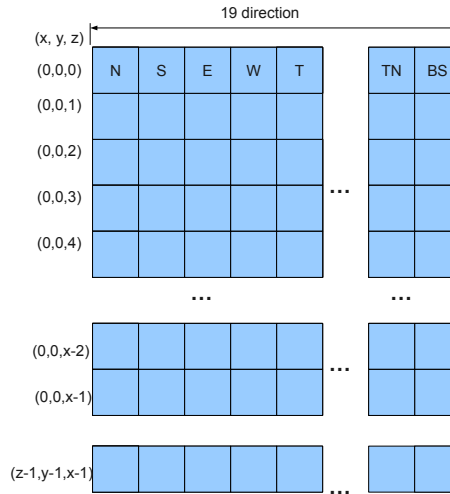 19 direction
(x, y, z)
(0,0,0) N S E W T TN BS
(0,0,1)
(0,0,2)
(0,0,3)
...
(0,0,4)
... ...
(0,0,x-2)
...
(0,0,x-1)
(z-1,y-1,x-1)
...